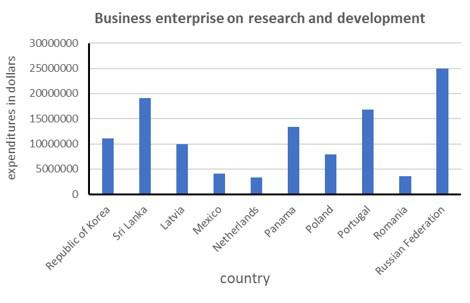 Business enterprise on research and development
expenditures in dollars
30000000
25000000
20000000
15000000
10000000
5000000
0
Republic of Korea
Sri Lanka
Latvia
Mexico
Netherlands
Panama
Poland
Portugal
Romania
Russian Federation
country